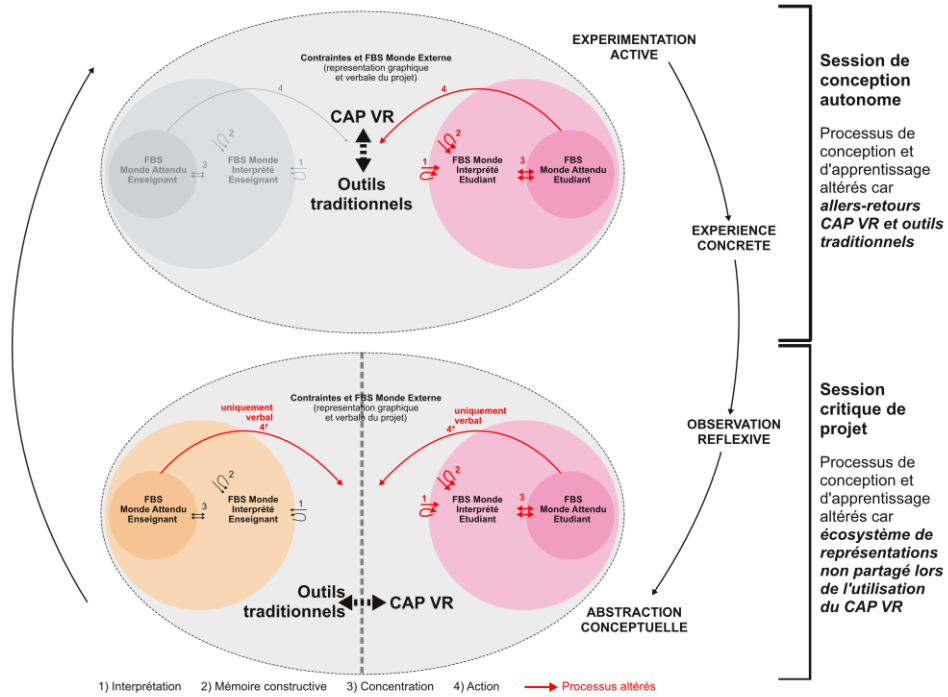 EXPERIMENTATION
ACTIVE
Contraintes et FBS Monde Externe
(representation graphique
et verbale du projet)
4
4
CAP VR
Outils
traditionnels
2
FBS
Monde Attendu
Enseignant
3
FBS Monde
Interprété
Enseignant
1
2
1
FBS Monde
Interprété
Etudiant
3
FBS
Monde Attendu
Etudiant
EXPERIENCE
CONCRETE
Session de
conception
autonome
Processus de
conception et
d'apprentissage
altérés car
allers-retours
CAP VR et outils
traditionnels
Contraintes et FBS Monde Externe
(representation graphique
et verbale du projet)
uniquement
verbal
4*
uniquement
verbal
4*
2
FBS
Monde Attendu
Enseignant
3
FBS Monde
Interprété
Enseignant
1
2
1
FBS Monde
Interprété
Etudiant
3
FBS
Monde Attendu
Etudiant
Outils
traditionnels
CAP VR
OBSERVATION
REFLEXIVE
ABSTRACTION
CONCEPTUELLE
Session
critique de
projet
Processus de
conception et
d'apprentissage
altérés car
écosystème de
représentations
non partagé lors
de l'utilisation
du CAP VR
1) Interprétation 2) Mémoire constructive 3) Concentration 4) Action Processus altérés